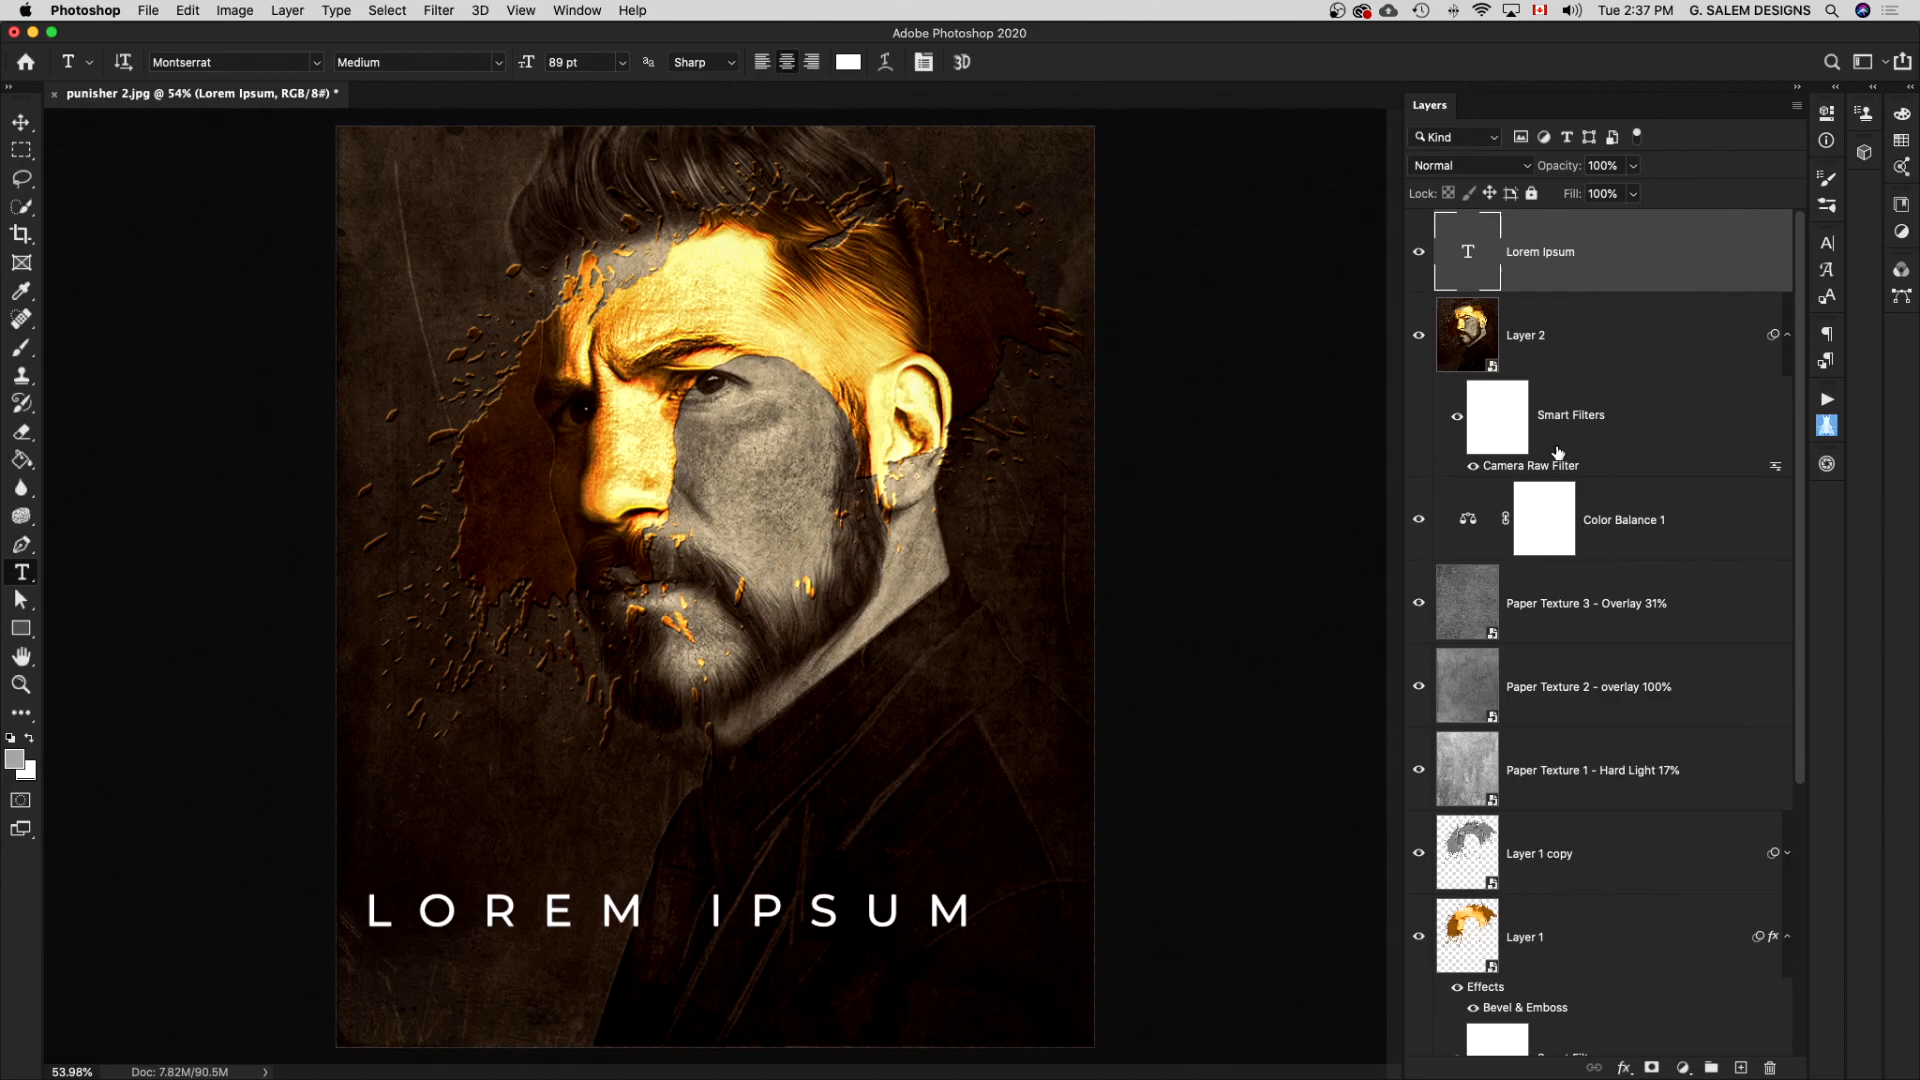 Photoshop File Edit Image Layer Type Select Filter 3D View Window Help Tue 2:37 PM G. SALEM DESIGNS
Adobe Photoshop 2020
T Montserrat Medium 89 pt Sharp 3D
punisher 2.jpg @ 54% (Lorem Ipsum, RGB/8#) *
Layers
Kind
Normal Opacity: 100%
Lock: Fill: 100%
T Lorem Ipsum
Layer 2
Smart Filters
Camera Raw Filter
Color Balance 1
Paper Texture 3 - Overlay 31%
Paper Texture 2 - overlay 100%
Paper Texture 1 - Hard Light 17%
Layer 1 copy
LOREM IPSUM
Layer 1 fx
Effects
Bevel & Emboss
53.98% Doc: 7.82M/90.5M